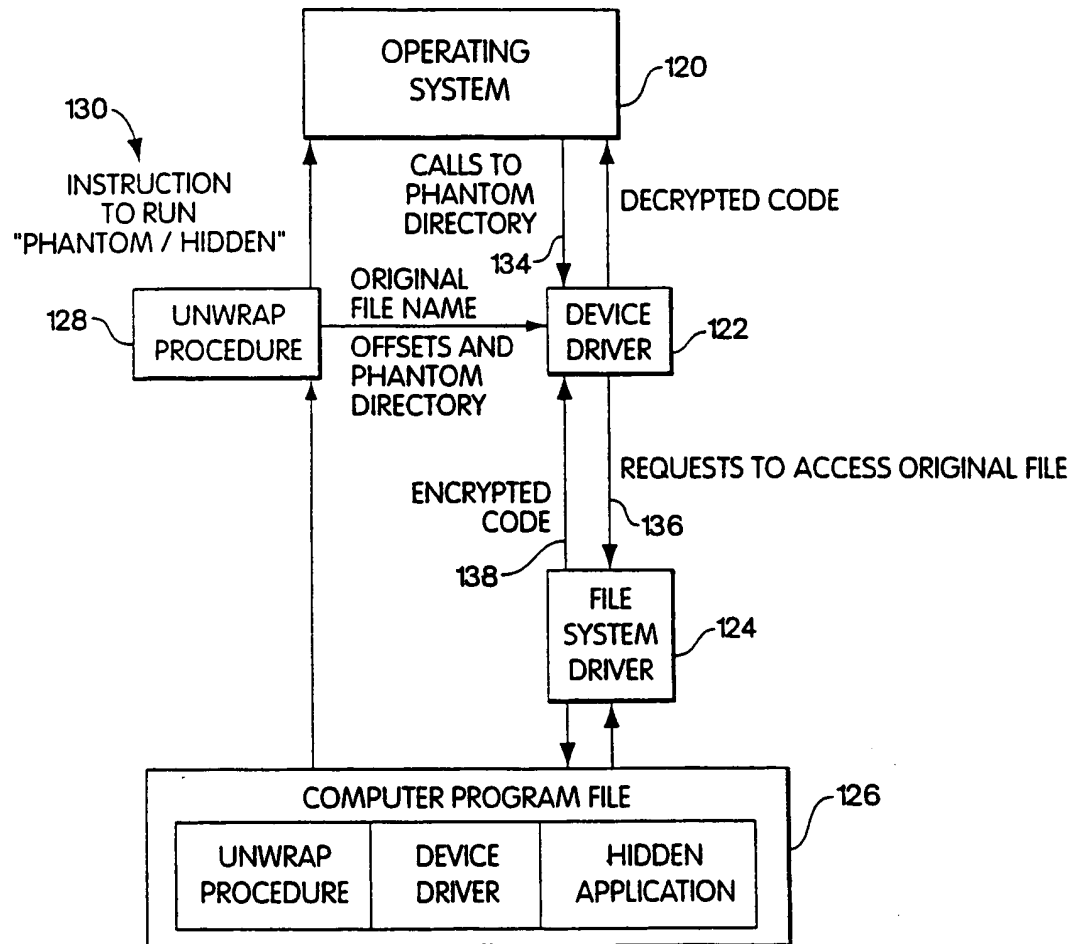 OPERATING
SYSTEM
120
130
INSTRUCTION
TO RUN
"PHANTOM / HIDDEN"
CALLS TO
PHANTOM
DIRECTORY
134
DECRYPTED CODE
128
UNWRAP
PROCEDURE
ORIGINAL
FILE NAME
OFFSETS AND
PHANTOM
DIRECTORY
DEVICE
DRIVER
122
REQUESTS TO ACCESS ORIGINAL FILE
136
ENCRYPTED
CODE
138
FILE
SYSTEM
DRIVER
124
COMPUTER PROGRAM FILE
126
UNWRAP
PROCEDURE
DEVICE
DRIVER
HIDDEN
APPLICATION